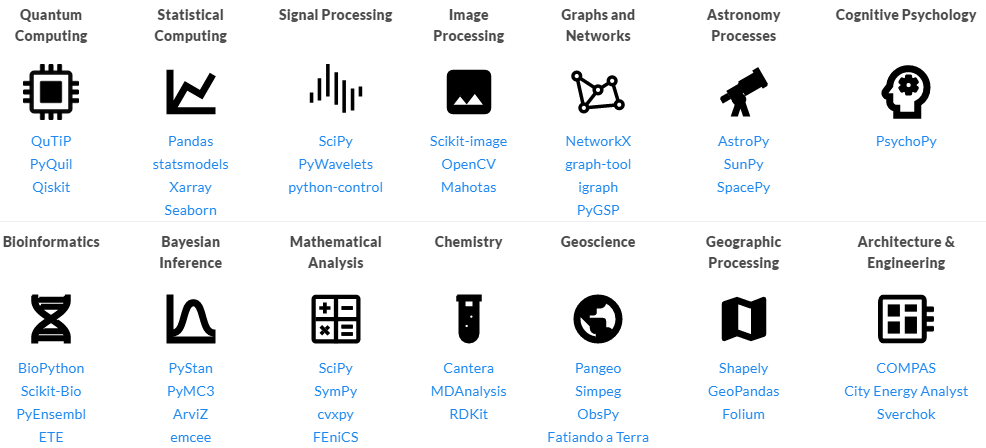 Quantum
Computing
Statistical
Computing
Signal Processing
Image
Processing
Graphs and
Networks
Astronomy
Processes
Cognitive Psychology
QuTiP
PyQuil
Qiskit
Pandas
statsmodels
Xarray
Seaborn
SciPy
PyWavelets
python-control
Scikit-image
OpenCV
Mahotas
NetworkX
graph-tool
igraph
PyGSP
AstroPy
SunPy
SpacePy
PsychoPy
Bioinformatics
Bayesian
Inference
Mathematical
Analysis
Chemistry
Geoscience
Geographic
Processing
Architecture &
Engineering
BioPython
Scikit-Bio
PyEnsembl
ETE
PyStan
PyMC3
ArviZ
emcee
SciPy
SymPy
cvxpy
FEniCS
Cantera
MDAnalysis
RDKit
Pangeo
Simpeg
ObsPy
Fatiando a Terra
Shapely
GeoPandas
Folium
COMPAS
City Energy Analyst
Sverchok